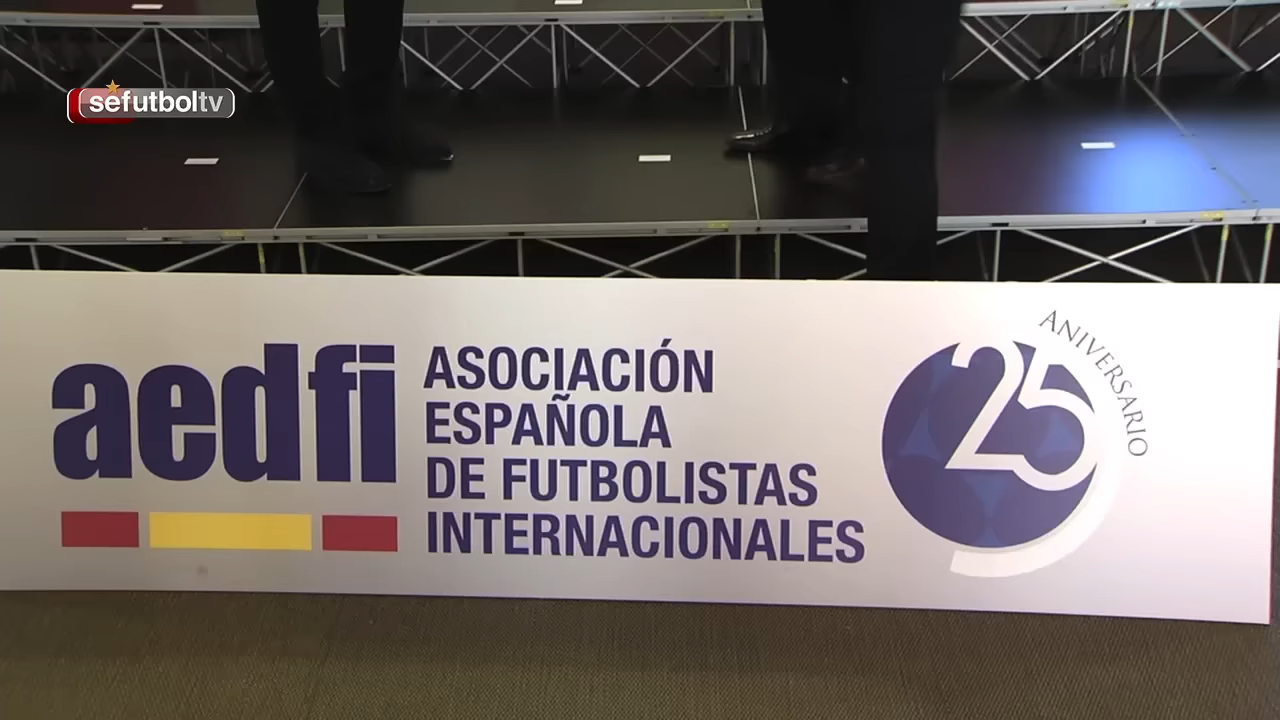 sefutboltv
aedfi
ASOCIACIÓN
ESPAÑOLA
DE FUTBOLISTAS
INTERNACIONALES
25
ANIVERSARIO